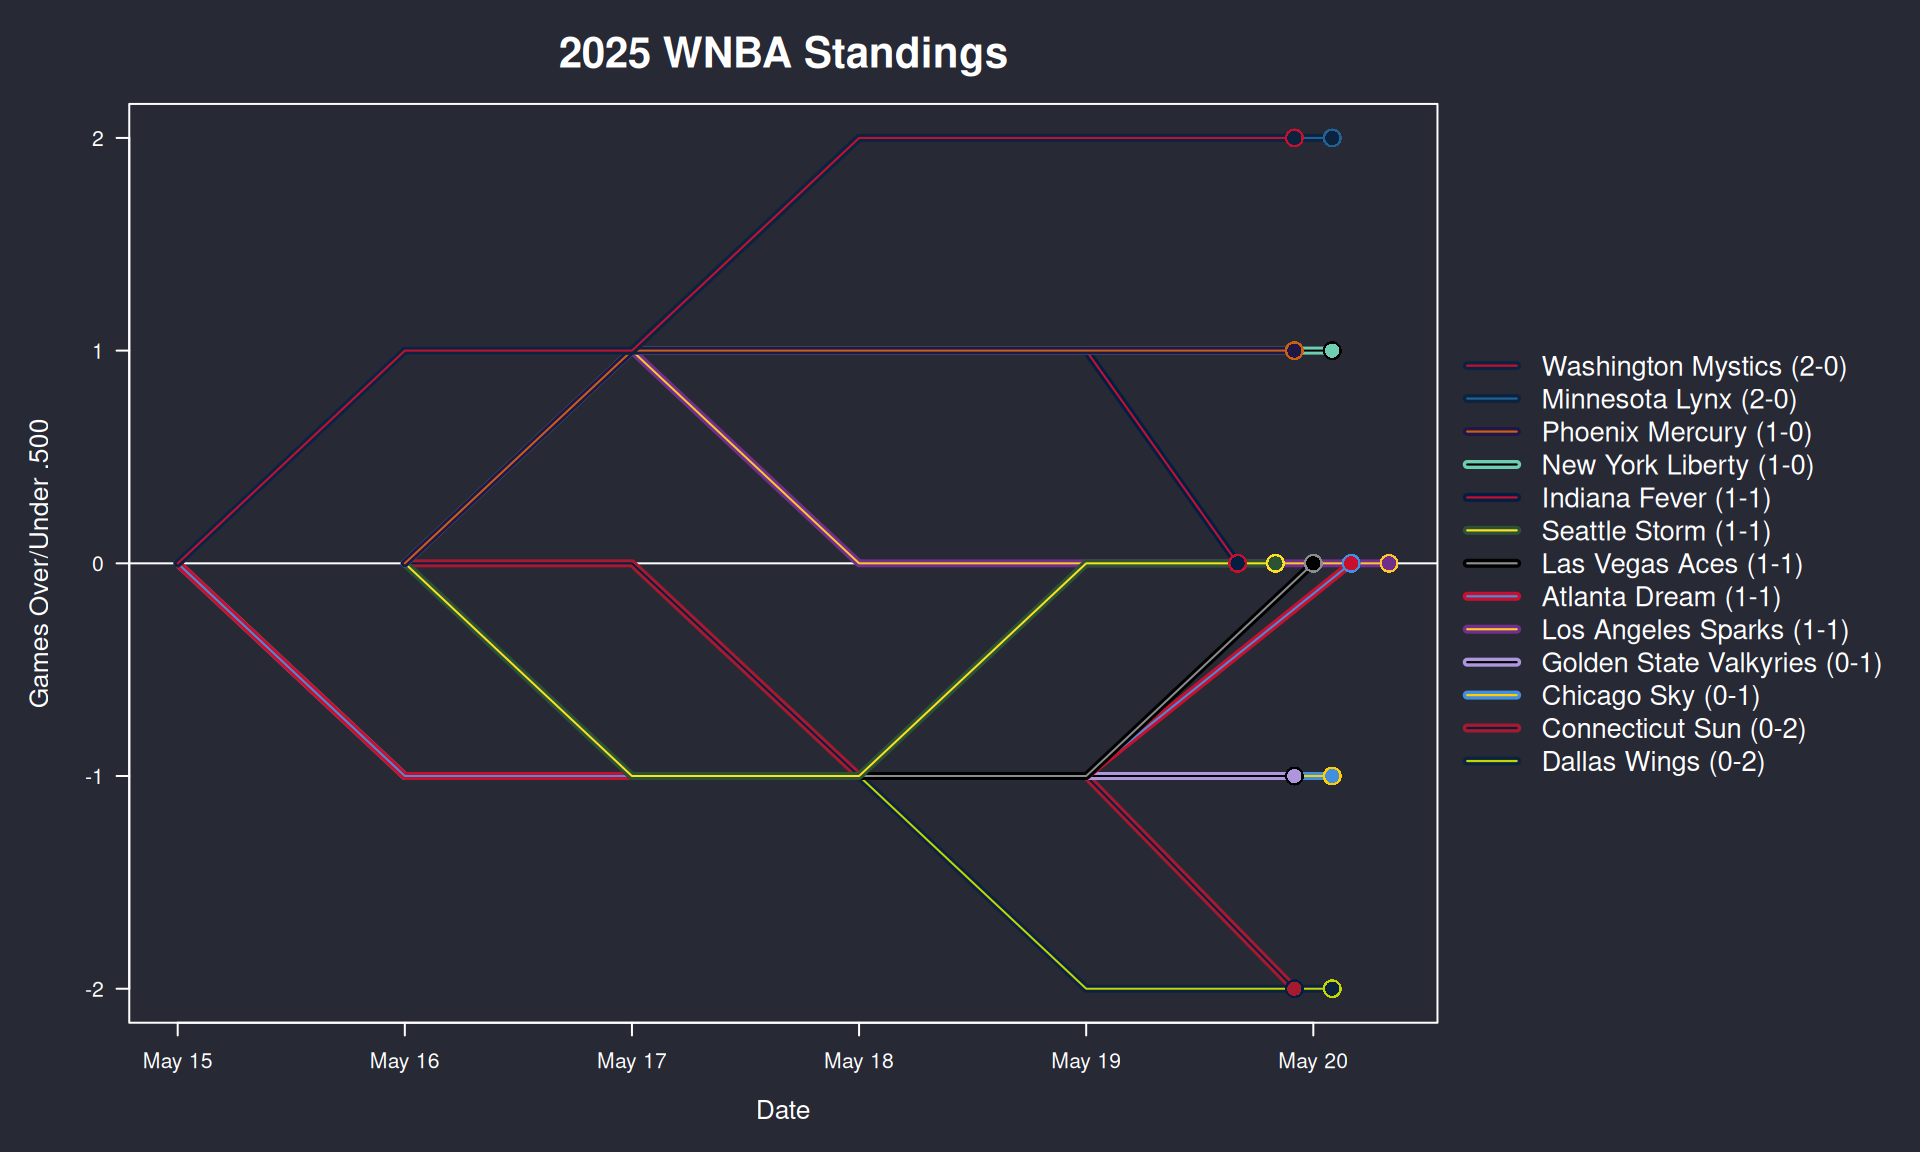 2025 WNBA Standings
Games Over/Under .500
2
1
0
-1
-2
May 15
May 16
May 17
May 18
May 19
May 20
Date
Washington Mystics (2-0)
Minnesota Lynx (2-0)
Phoenix Mercury (1-0)
New York Liberty (1-0)
Indiana Fever (1-1)
Seattle Storm (1-1)
Las Vegas Aces (1-1)
Atlanta Dream (1-1)
Los Angeles Sparks (1-1)
Golden State Valkyries (0-1)
Chicago Sky (0-1)
Connecticut Sun (0-2)
Dallas Wings (0-2)